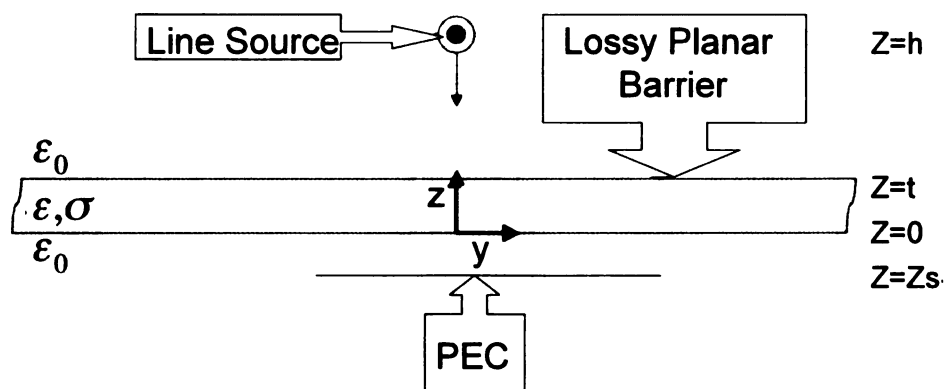 Line Source
Lossy Planar
Barrier
Z=h
ε₀
Z=t
ε,σ
z
Z=0
ε₀
y
Z=Zs
PEC